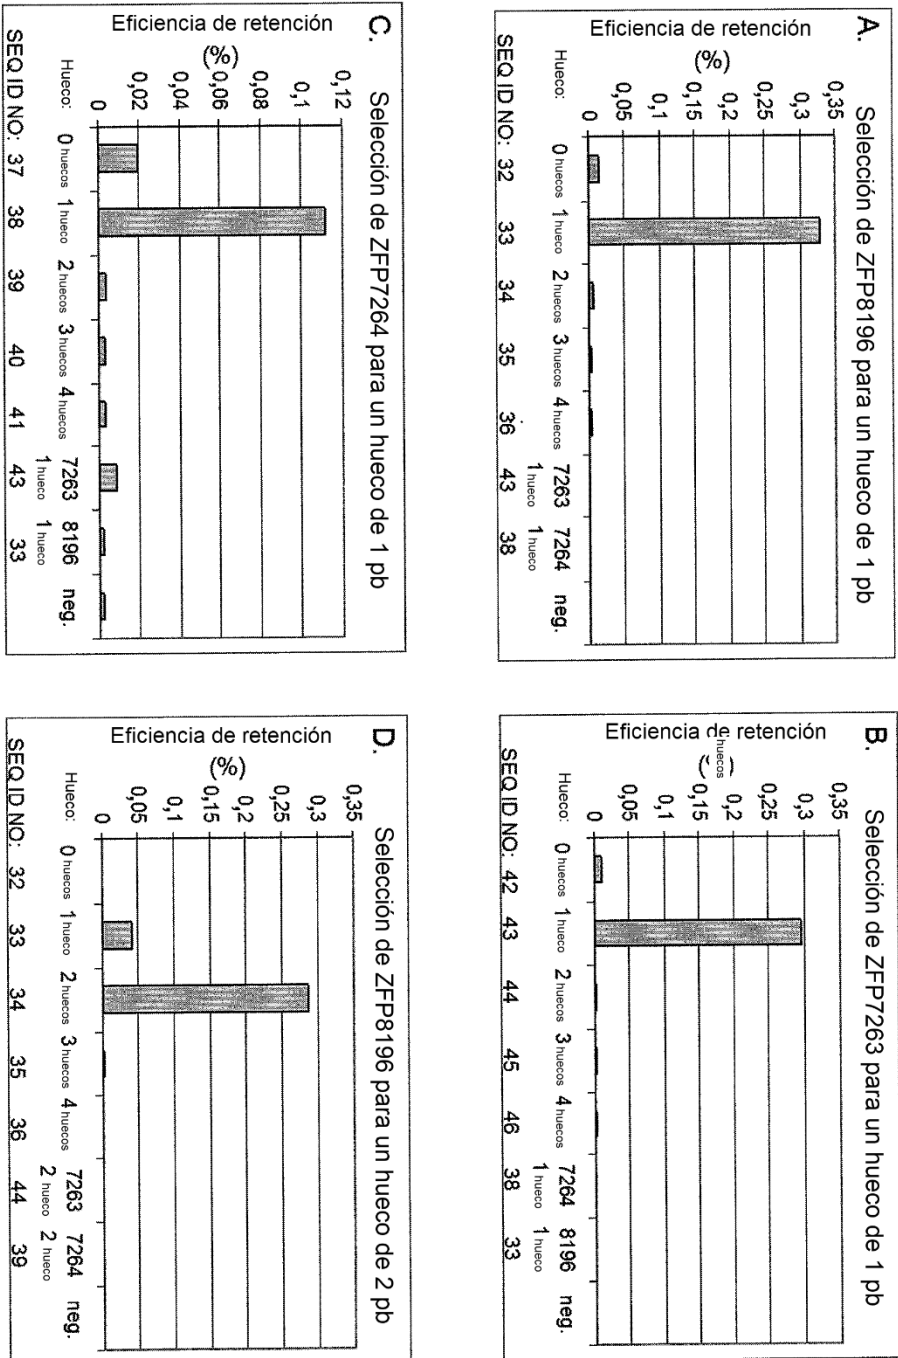 A.
Selección de ZFP8196 para un hueco de 1 pb
Eficiencia de retención
(%)
0,35
0,3
0,25
0,2
0,15
0,1
0,05
0
Hueco: 0 huecos 1 hueco 2 huecos 3 huecos 4 huecos 7263 7264 neg.
1 hueco 1 hueco
SEQ ID NO: 32 33 34 35 36 43 38
B.
Selección de ZFP7263 para un hueco de 1 pb
Eficiencia de retención
(%)
huecos
0,35
0,3
0,25
0,2
0,15
0,1
0,05
0
Hueco: 0 huecos 1 hueco 2 huecos 3 huecos 4 huecos 7264 8196 neg.
1 hueco 1 hueco
SEQ ID NO: 42 43 44 45 46 38 33
C.
Selección de ZFP7264 para un hueco de 1 pb
Eficiencia de retención
(%)
0,12
0,1
0,08
0,06
0,04
0,02
0
Hueco: 0 huecos 1 hueco 2 huecos 3 huecos 4 huecos 7263 8196 neg.
1 hueco 1 hueco
SEQ ID NO: 37 38 39 40 41 43 33
D.
Selección de ZFP8196 para un hueco de 2 pb
Eficiencia de retención
(%)
0,35
0,3
0,25
0,2
0,15
0,1
0,05
0
Hueco: 0 huecos 1 hueco 2 huecos 3 huecos 4 huecos 7263 7264 neg.
2 hueco 2 hueco
SEQ ID NO: 32 33 34 35 36 44 39